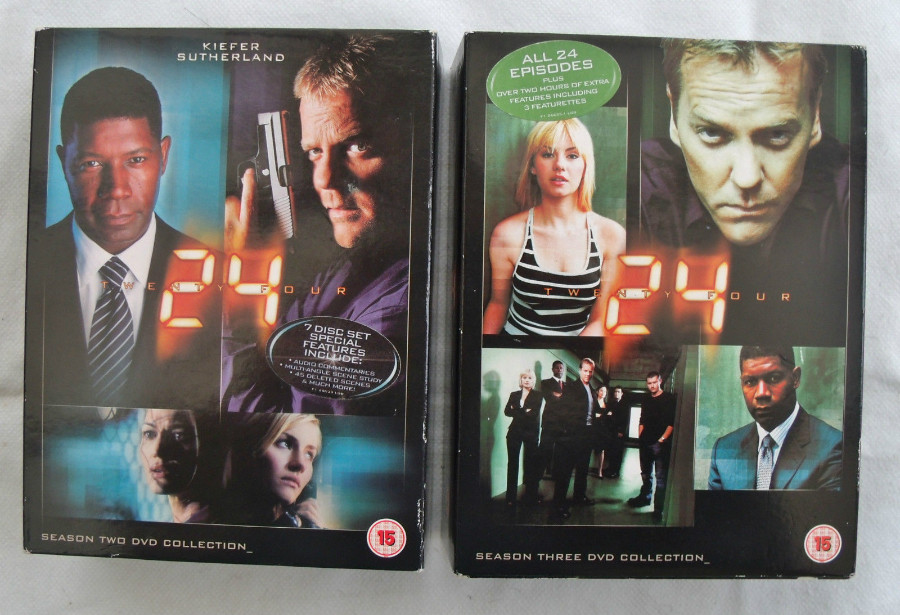 KIEFER
SUTHERLAND
24
TWENTY FOUR
7 DISC SET
SPECIAL
FEATURES
INCLUDE:
• AUDIO COMMENTARIES
• MULTI-ANGLE SCENE STUDY
• 45 DELETED SCENES
& MUCH MORE!
SEASON TWO DVD COLLECTION_
15
ALL 24
EPISODES
PLUS
OVER TWO HOURS OF EXTRA
FEATURES INCLUDING
3 FEATURETTES
24
TWENTY FOUR
SEASON THREE DVD COLLECTION_
15